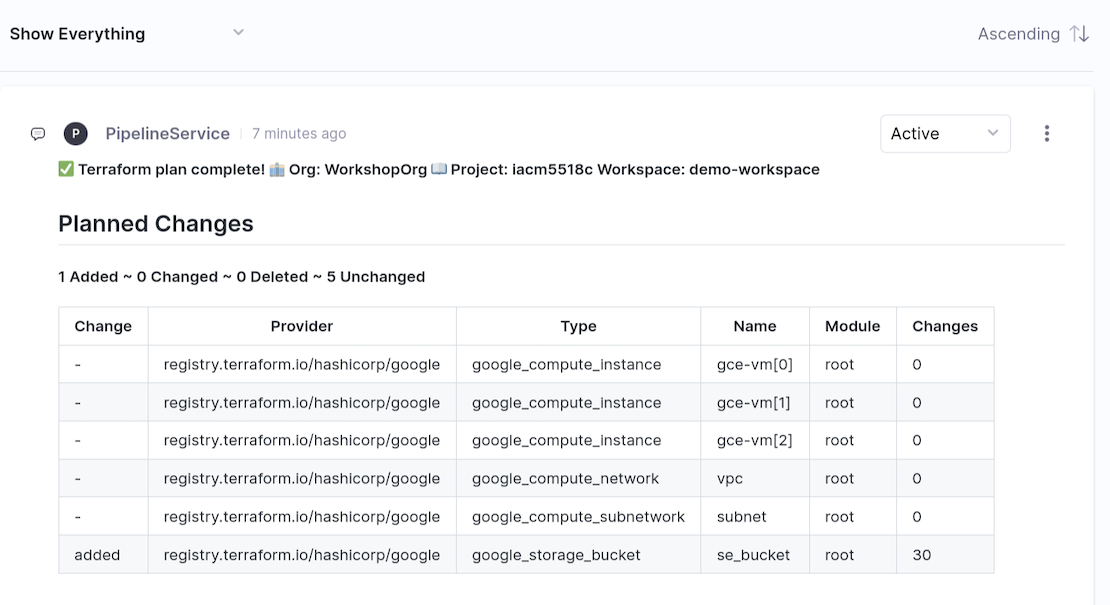 Show Everything
Ascending
P PipelineService 7 minutes ago Active
✅ Terraform plan complete! 🏫 Org: WorkshopOrg 📖 Project: iacm5518c Workspace: demo-workspace
Planned Changes
1 Added ~ 0 Changed ~ 0 Deleted ~ 5 Unchanged
Change Provider Type Name Module Changes
- registry.terraform.io/hashicorp/google google_compute_instance gce-vm[0] root 0
- registry.terraform.io/hashicorp/google google_compute_instance gce-vm[1] root 0
- registry.terraform.io/hashicorp/google google_compute_instance gce-vm[2] root 0
- registry.terraform.io/hashicorp/google google_compute_network vpc root 0
- registry.terraform.io/hashicorp/google google_compute_subnetwork subnet root 0
added registry.terraform.io/hashicorp/google google_storage_bucket se_bucket root 30